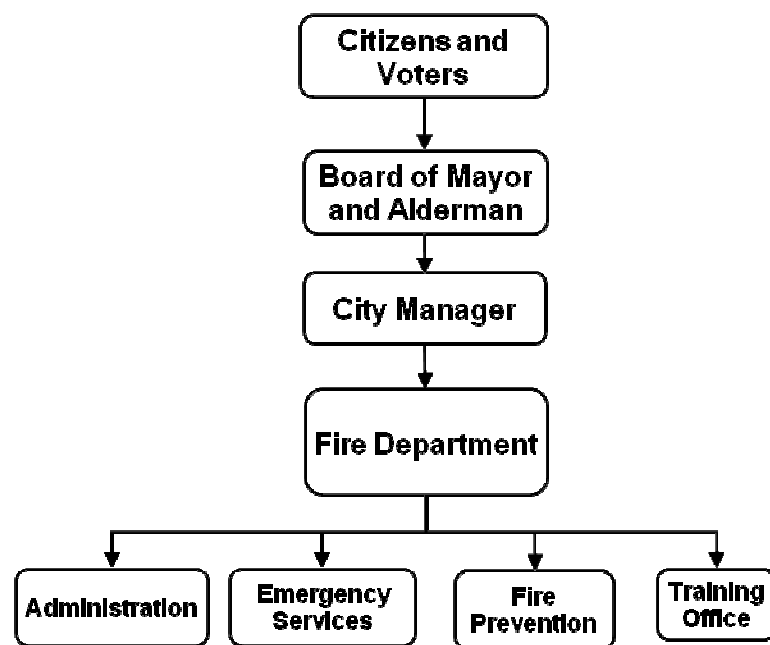 Citizens and
Voters
Board of Mayor
and Alderman
City Manager
Fire Department
Administration
Emergency
Services
Fire
Prevention
Training
Office